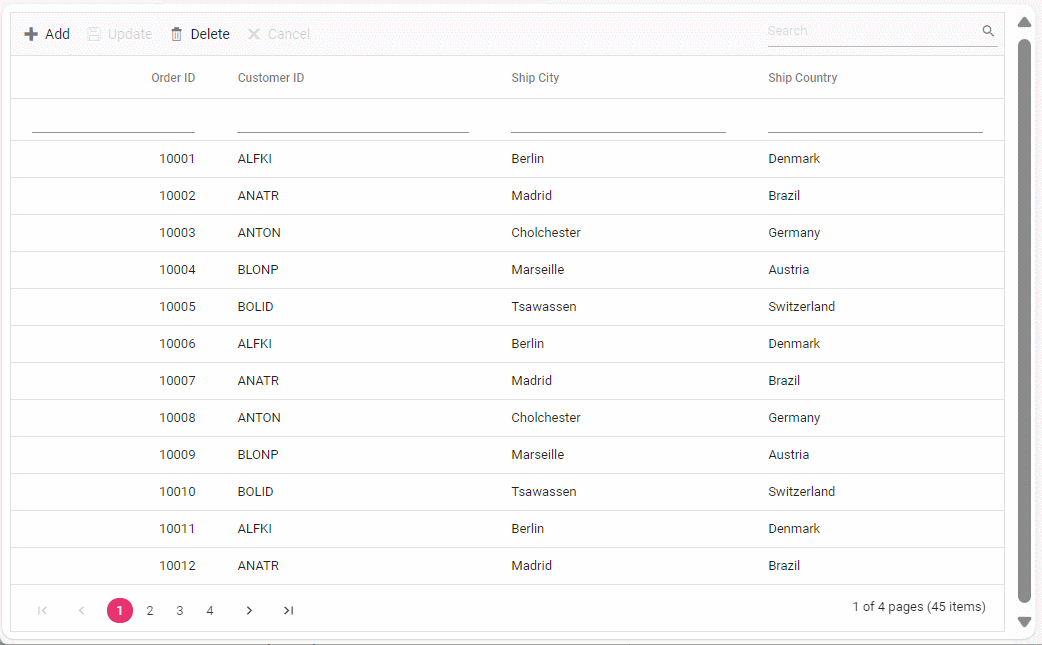 Add Update Delete Cancel Search
Order ID Customer ID Ship City Ship Country
10001 ALFKI Berlin Denmark
10002 ANATR Madrid Brazil
10003 ANTON Cholchester Germany
10004 BLONP Marseille Austria
10005 BOLID Tsawassen Switzerland
10006 ALFKI Berlin Denmark
10007 ANATR Madrid Brazil
10008 ANTON Cholchester Germany
10009 BLONP Marseille Austria
10010 BOLID Tsawassen Switzerland
10011 ALFKI Berlin Denmark
10012 ANATR Madrid Brazil
1 2 3 4 1 of 4 pages (45 items)